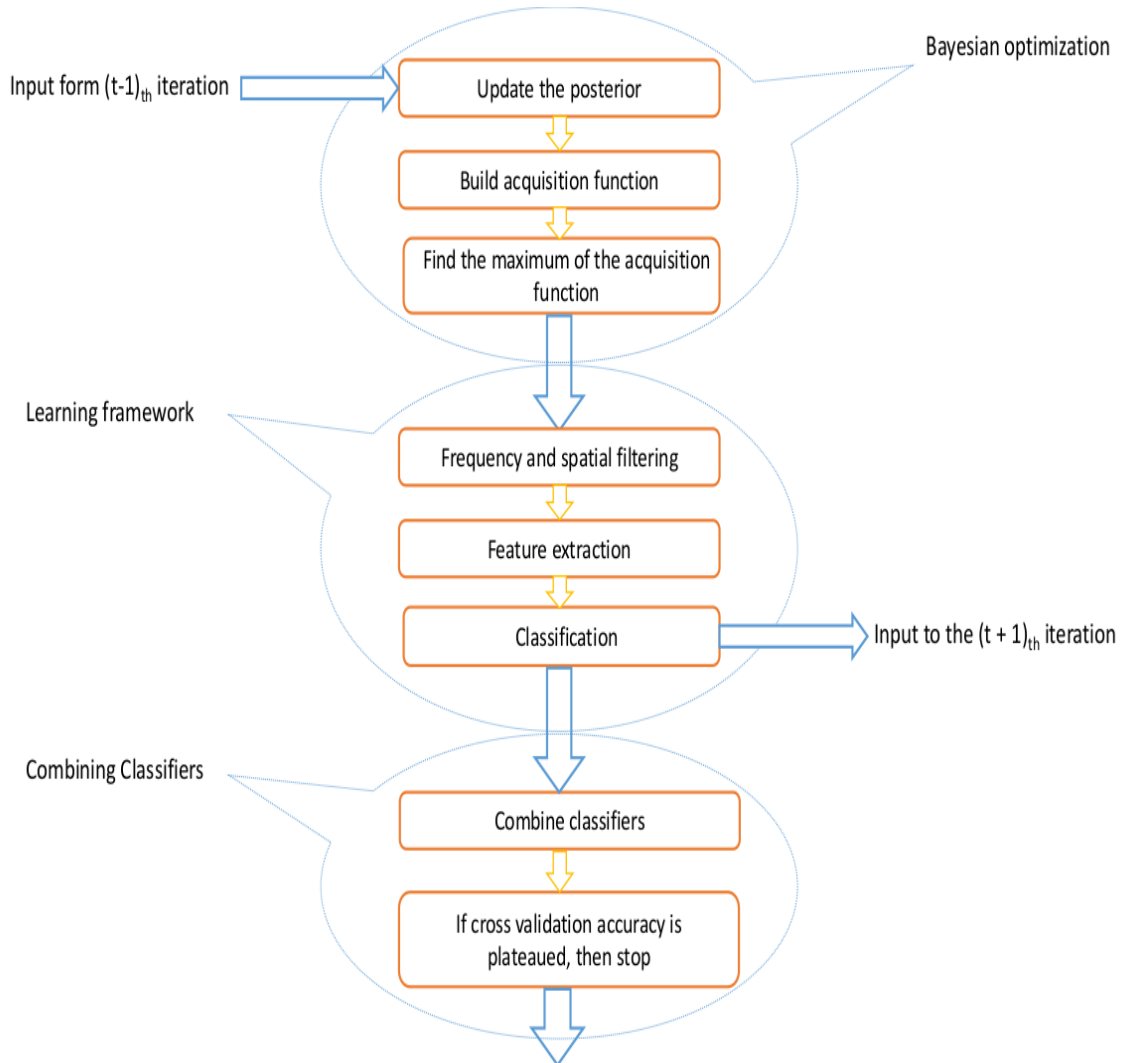 Bayesian optimization
Input form (t-1)th iteration
Update the posterior
Build acquisition function
Find the maximum of the acquisition
function
Learning framework
Frequency and spatial filtering
Feature extraction
Classification
Input to the (t + 1)th iteration
Combining Classifiers
Combine classifiers
If cross validation accuracy is
plateaued, then stop